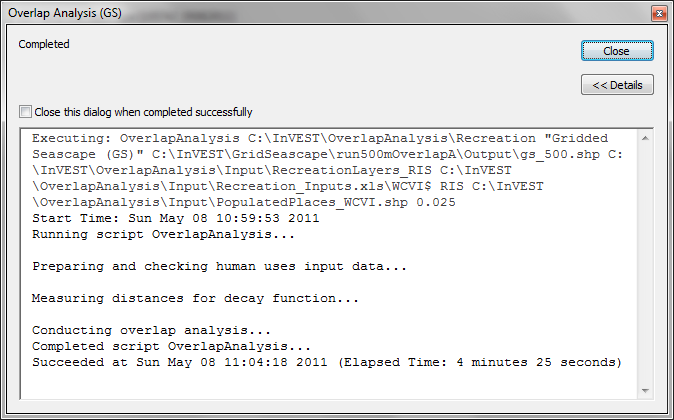 Overlap Analysis (GS)
Completed
Close
<< Details
Close this dialog when completed successfully
Executing: OverlapAnalysis C:\InVEST\OverlapAnalysis\Recreation "Gridded
Seascape (GS)" C:\InVEST\GridSeascape\run500mOverlapA\Output\gs_500.shp C:
\InVEST\OverlapAnalysis\Input\RecreationLayers_RIS C:\InVEST
\OverlapAnalysis\Input\Recreation_Inputs.xls\WCVI$ RIS C:\InVEST
\OverlapAnalysis\Input\PopulatedPlaces_WCVI.shp 0.025
Start Time: Sun May 08 10:59:53 2011
Running script OverlapAnalysis...
Preparing and checking human uses input data...
Measuring distances for decay function...
Conducting overlap analysis...
Completed script OverlapAnalysis...
Succeeded at Sun May 08 11:04:18 2011 (Elapsed Time: 4 minutes 25 seconds)